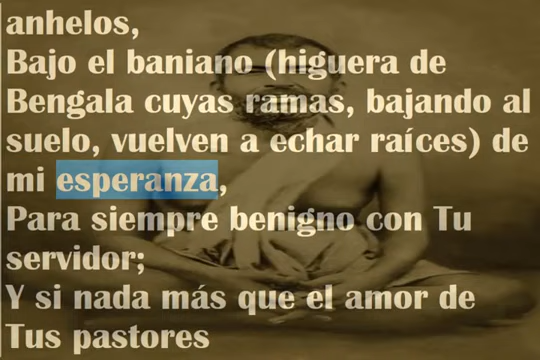 anhelos,
Bajo el baniano (higuera de
Bengala cuyas ramas, bajando al
suelo, vuelven a echar raíces) de
mi esperanza,
Para siempre benigno con Tu
servidor;
Y si nada más que el amor de
Tus pastores